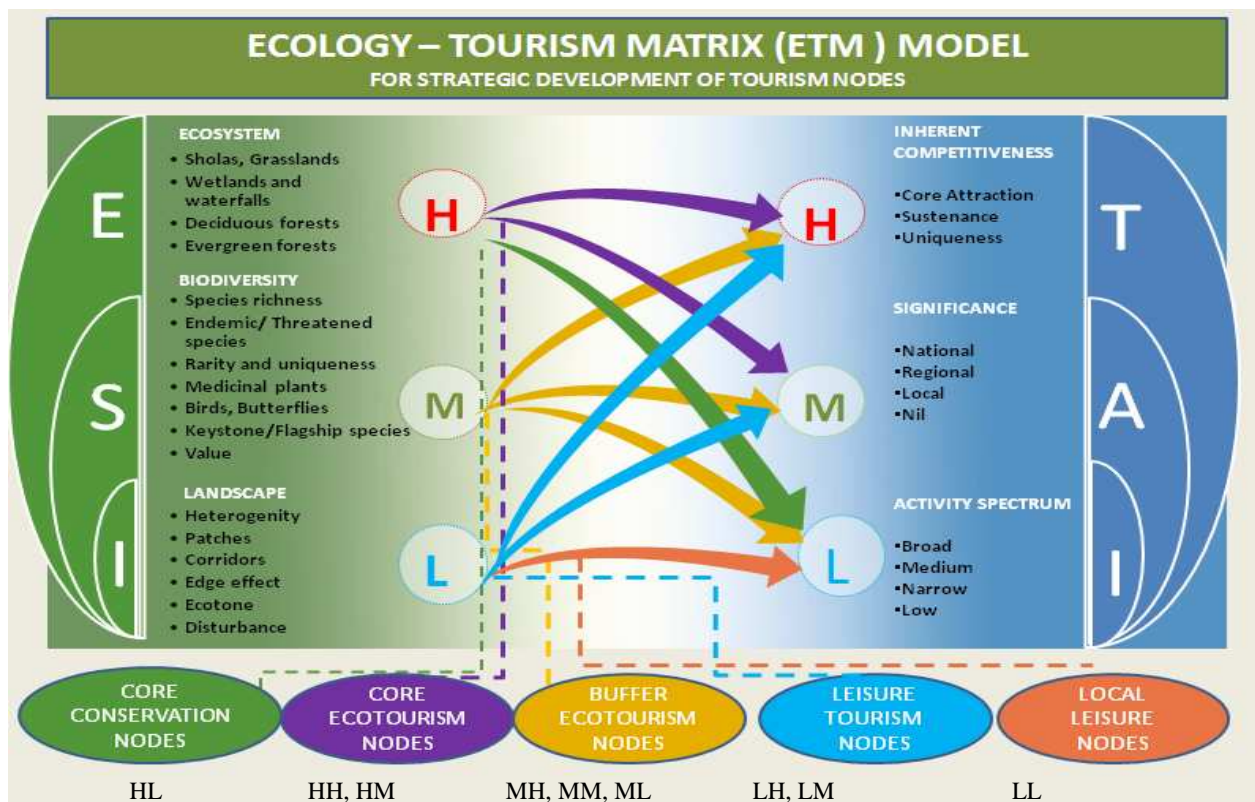 ECOLOGY – TOURISM MATRIX (ETM ) MODEL
FOR STRATEGIC DEVELOPMENT OF TOURISM NODES
E
S
I
ECOSYSTEM
• Sholas, Grasslands
• Wetlands and
waterfalls
• Deciduous forests
• Evergreen forests
BIODIVERSITY
• Species richness
• Endemic/ Threatened
species
• Rarity and uniqueness
• Medicinal plants
• Birds, Butterflies
• Keystone/Flagship species
• Value
LANDSCAPE
• Heterogenity
• Patches
• Corridors
• Edge effect
• Ecotone
• Disturbance
H
M
L
H
M
L
INHERENT
COMPETITIVENESS
▪Core Attraction
▪Sustenance
▪Uniqueness
SIGNIFICANCE
▪National
▪Regional
▪Local
▪Nil
ACTIVITY SPECTRUM
▪Broad
▪Medium
▪Narrow
▪Low
T
A
I
CORE
CONSERVATION
NODES
CORE
ECOTOURISM
NODES
BUFFER
ECOTOURISM
NODES
LEISURE
TOURISM
NODES
LOCAL
LEISURE
NODES
HL
HH, HM
MH, MM, ML
LH, LM
LL